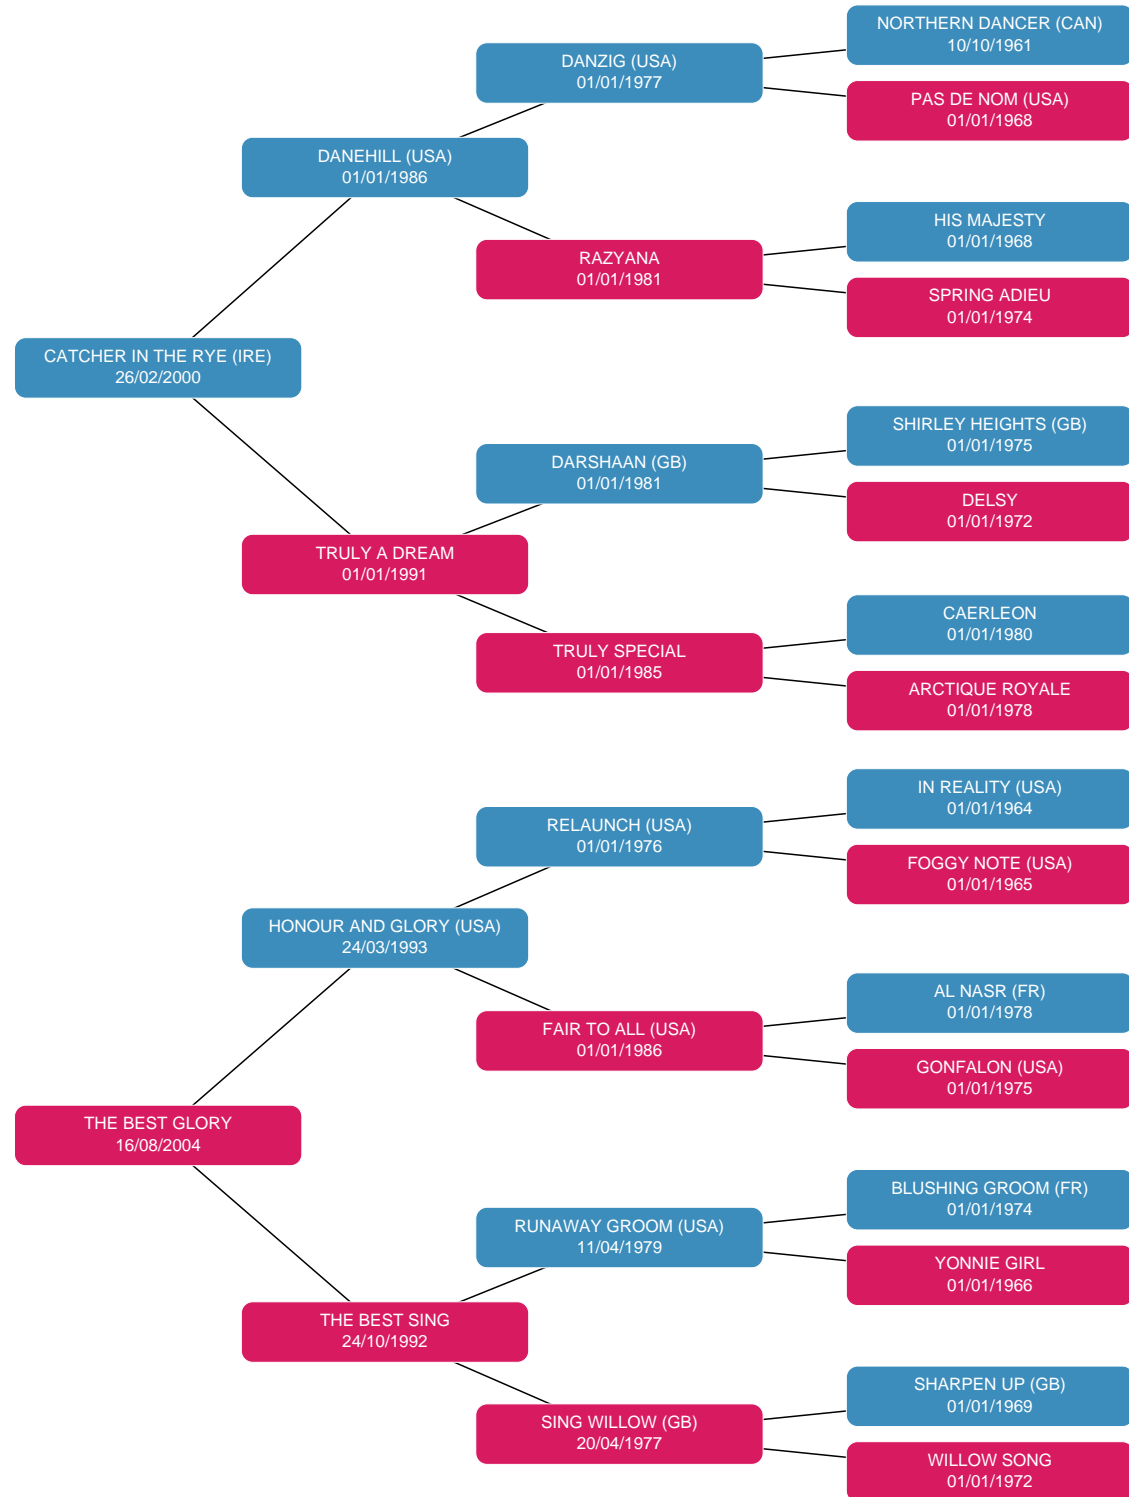 NORTHERN DANCER (CAN)
10/10/1961
DANZIG (USA)
01/01/1977
PAS DE NOM (USA)
01/01/1968
DANEHILL (USA)
01/01/1986
HIS MAJESTY
01/01/1968
RAZYANA
01/01/1981
SPRING ADIEU
01/01/1974
CATCHER IN THE RYE (IRE)
26/02/2000
SHIRLEY HEIGHTS (GB)
01/01/1975
DARSHAAN (GB)
01/01/1981
DELSY
01/01/1972
TRULY A DREAM
01/01/1991
CAERLEON
01/01/1980
TRULY SPECIAL
01/01/1985
ARCTIQUE ROYALE
01/01/1978
IN REALITY (USA)
01/01/1964
RELAUNCH (USA)
01/01/1976
FOGGY NOTE (USA)
01/01/1965
HONOUR AND GLORY (USA)
24/03/1993
AL NASR (FR)
01/01/1978
FAIR TO ALL (USA)
01/01/1986
GONFALON (USA)
01/01/1975
THE BEST GLORY
16/08/2004
BLUSHING GROOM (FR)
01/01/1974
RUNAWAY GROOM (USA)
11/04/1979
YONNIE GIRL
01/01/1966
THE BEST SING
24/10/1992
SHARPEN UP (GB)
01/01/1969
SING WILLOW (GB)
20/04/1977
WILLOW SONG
01/01/1972